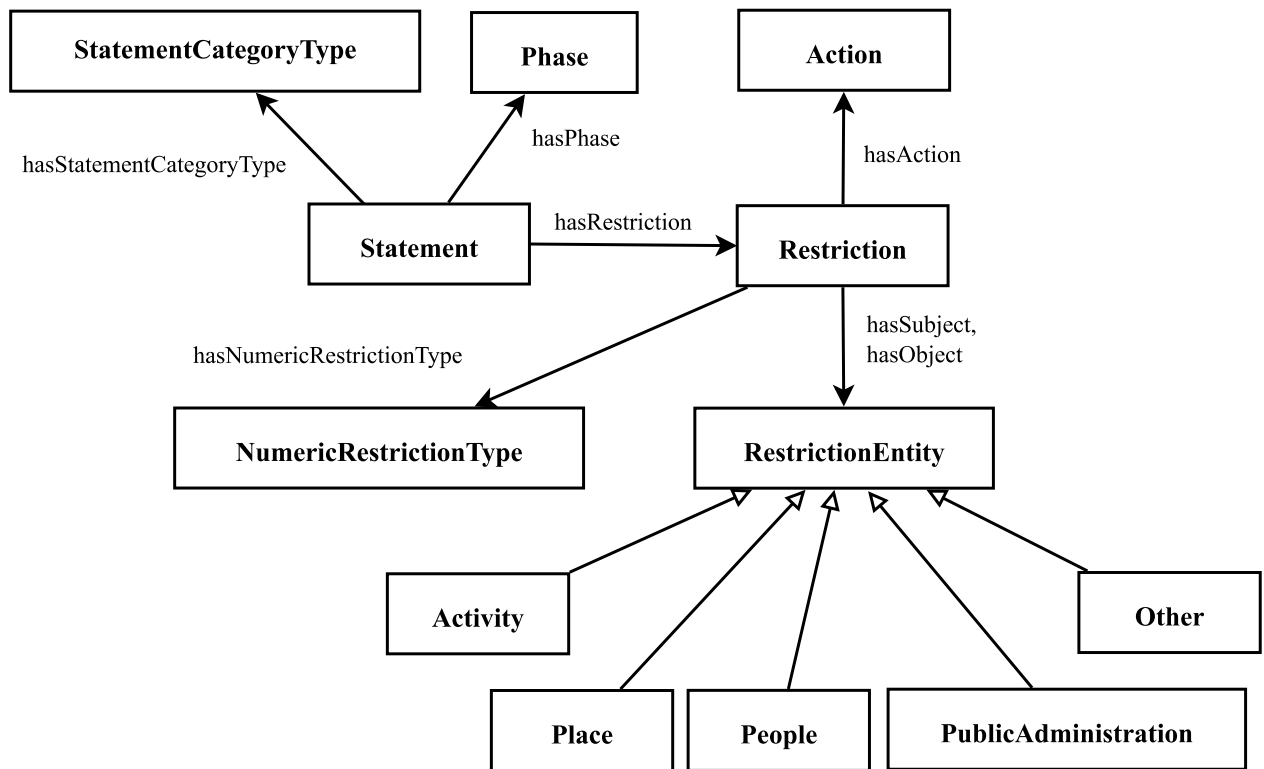 StatementCategoryType
Phase
Action
hasStatementCategoryType
hasPhase
hasAction
Statement
hasRestriction
Restriction
hasNumericRestrictionType
hasSubject,
hasObject
NumericRestrictionType
RestrictionEntity
Activity
Other
Place
People
PublicAdministration